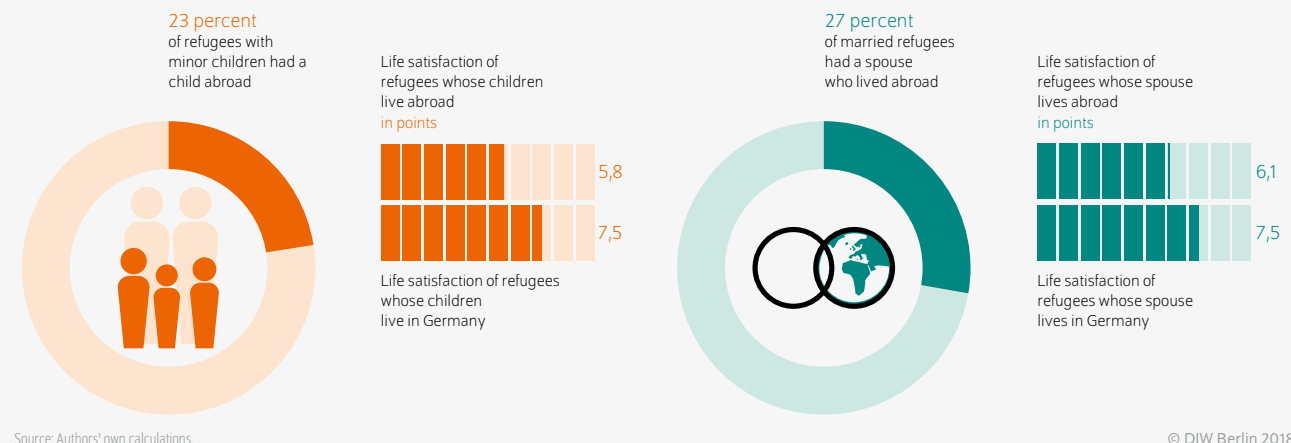 23 percent
of refugees with
minor children had a
child abroad
Life satisfaction of
refugees whose children
live abroad
in points
5,8
7,5
Life satisfaction of refugees
whose children
live in Germany
27 percent
of married refugees
had a spouse
who lived abroad
Life satisfaction of
refugees whose spouse
lives abroad
in points
6,1
7,5
Life satisfaction of
refugees whose spouse
lives in Germany
Source: Authors' own calculations.
© DIW Berlin 2018